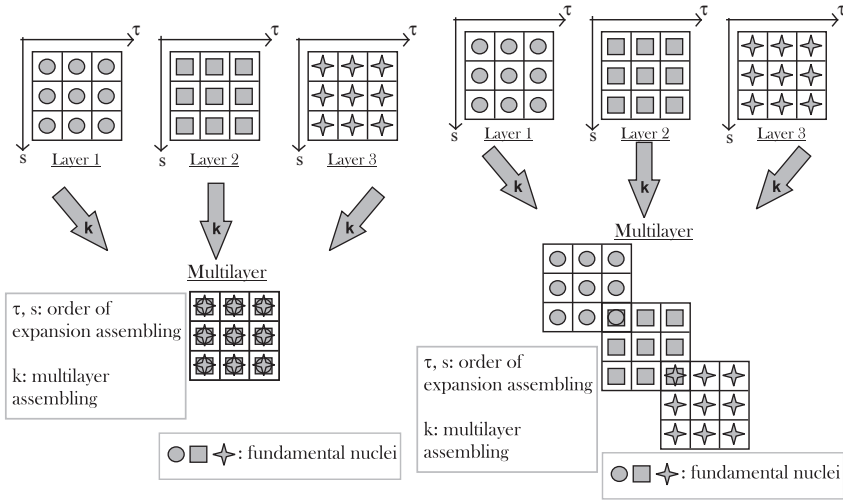 τ
τ
τ
s
s
s
Layer 1
Layer 2
Layer 3
k
k
k
Multilayer
τ, s: order of
expansion assembling
k: multilayer
assembling
: fundamental nuclei
τ
τ
τ
s
s
s
Layer 1
Layer 2
Layer 3
k
k
k
Multilayer
τ, s: order of
expansion assembling
k: multilayer
assembling
: fundamental nuclei